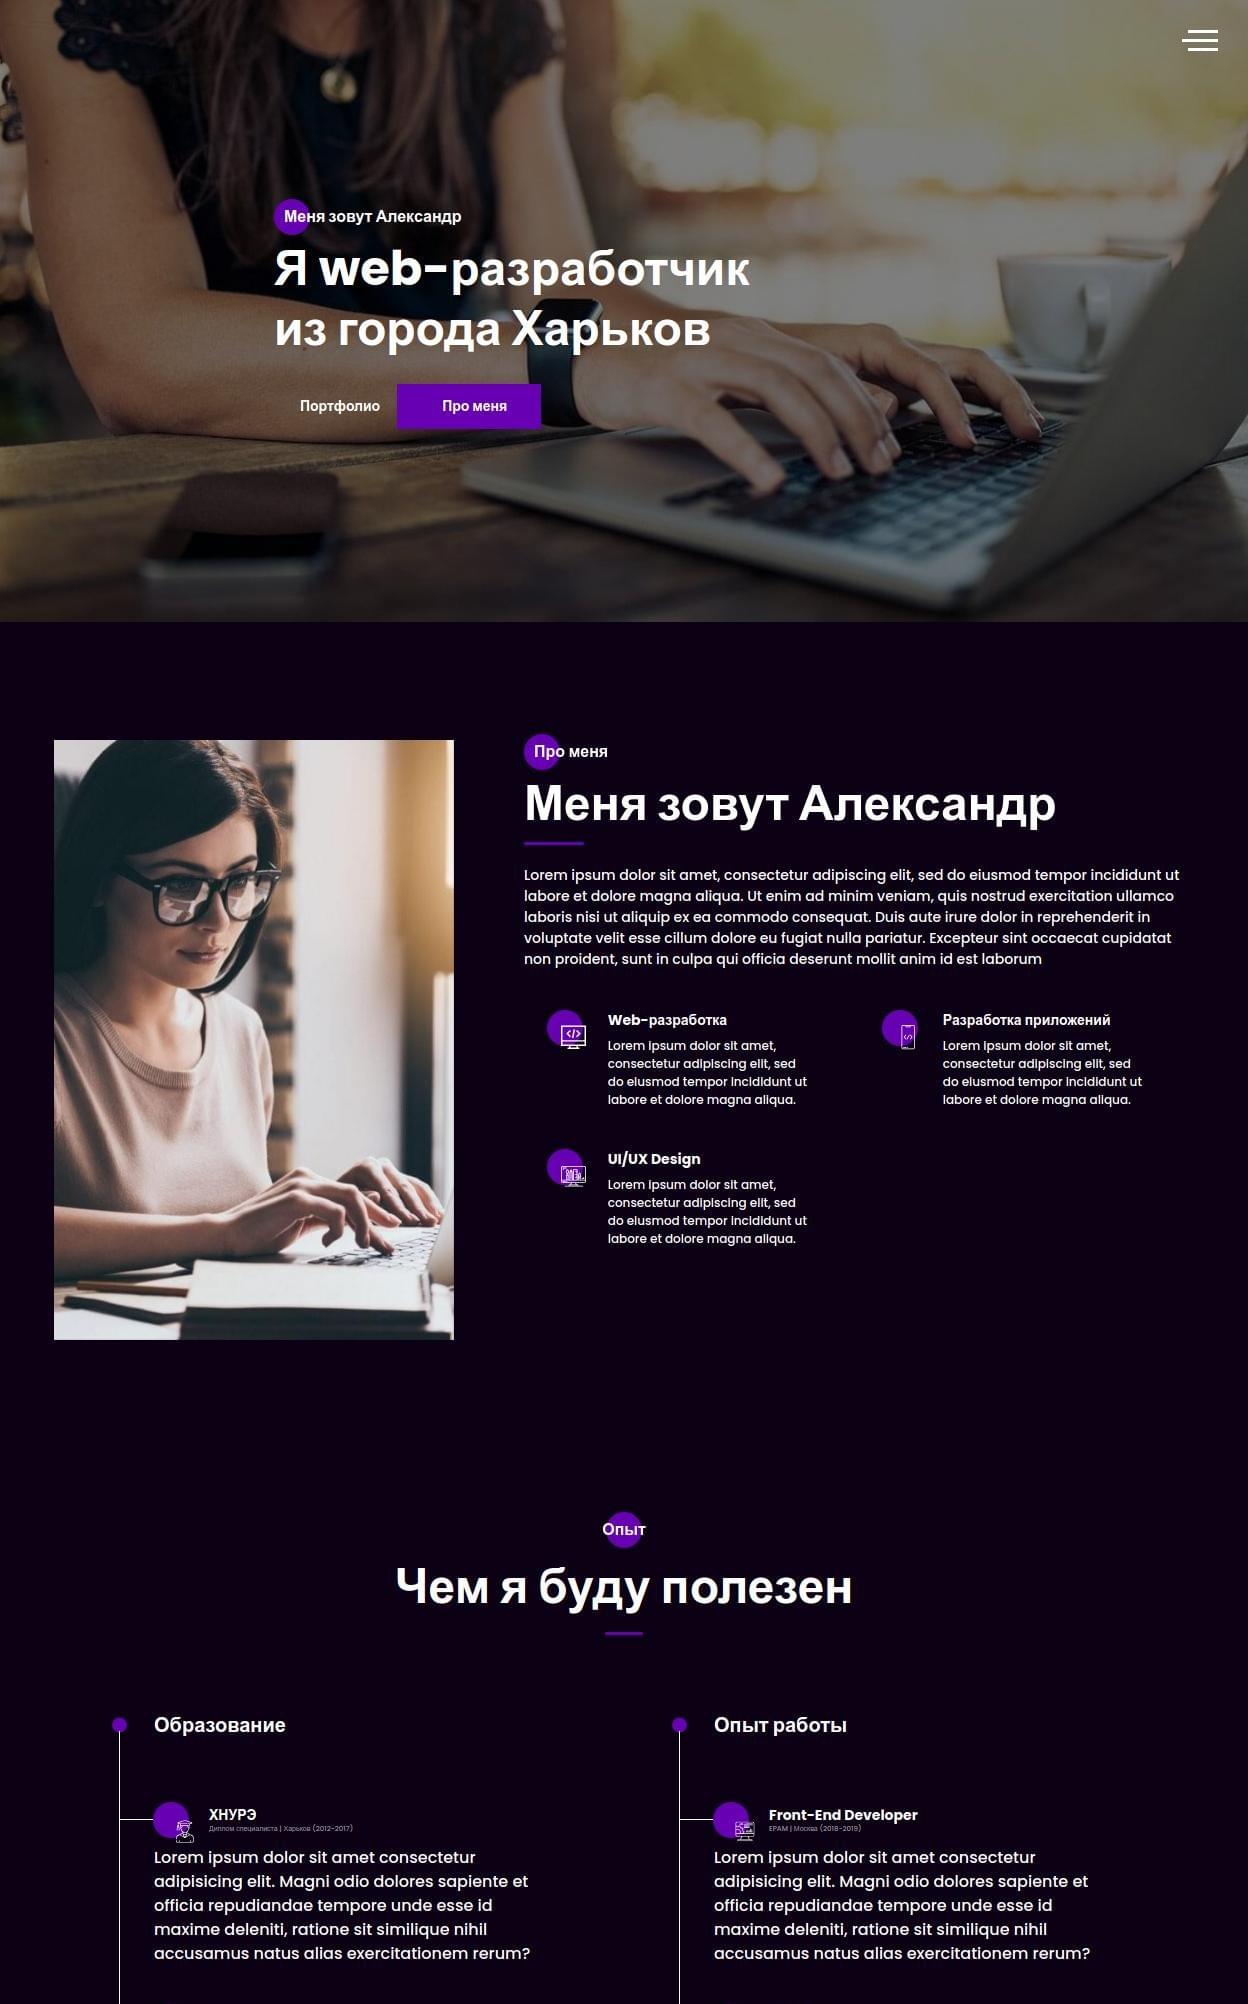 Меня зовут Александр
Я web-разработчик
из города Харьков
Портфолио
Про меня
Про меня
Меня зовут Александр
Lorem ipsum dolor sit amet, consectetur adipiscing elit, sed do eiusmod tempor incididunt ut
labore et dolore magna aliqua. Ut enim ad minim veniam, quis nostrud exercitation ullamco
laboris nisi ut aliquip ex ea commodo consequat. Duis aute irure dolor in reprehenderit in
voluptate velit esse cillum dolore eu fugiat nulla pariatur. Excepteur sint occaecat cupidatat
non proident, sunt in culpa qui officia deserunt mollit anim id est laborum
Web-разработка
Lorem ipsum dolor sit amet,
consectetur adipiscing elit, sed
do eiusmod tempor incididunt ut
labore et dolore magna aliqua.
Разработка приложений
Lorem ipsum dolor sit amet,
consectetur adipiscing elit, sed
do eiusmod tempor incididunt ut
labore et dolore magna aliqua.
UI/UX Design
Lorem ipsum dolor sit amet,
consectetur adipiscing elit, sed
do eiusmod tempor incididunt ut
labore et dolore magna aliqua.
Опыт
Чем я буду полезен
Образование
ХНУРЭ
Диплом специалиста | Харьков (2012-2017)
Lorem ipsum dolor sit amet consectetur
adipisicing elit. Magni odio dolores sapiente et
officia repudiandae tempore unde esse id
maxime deleniti, ratione sit similique nihil
accusamus natus alias exercitationem rerum?
Опыт работы
Front-End Developer
EPAM | Москва (2018-2019)
Lorem ipsum dolor sit amet consectetur
adipisicing elit. Magni odio dolores sapiente et
officia repudiandae tempore unde esse id
maxime deleniti, ratione sit similique nihil
accusamus natus alias exercitationem rerum?